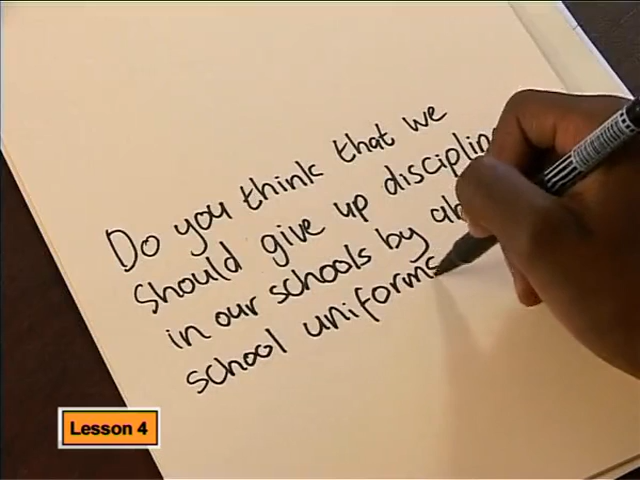 Do you think that we
should give up disciplin
in our schools by
school uniforms
Lesson 4